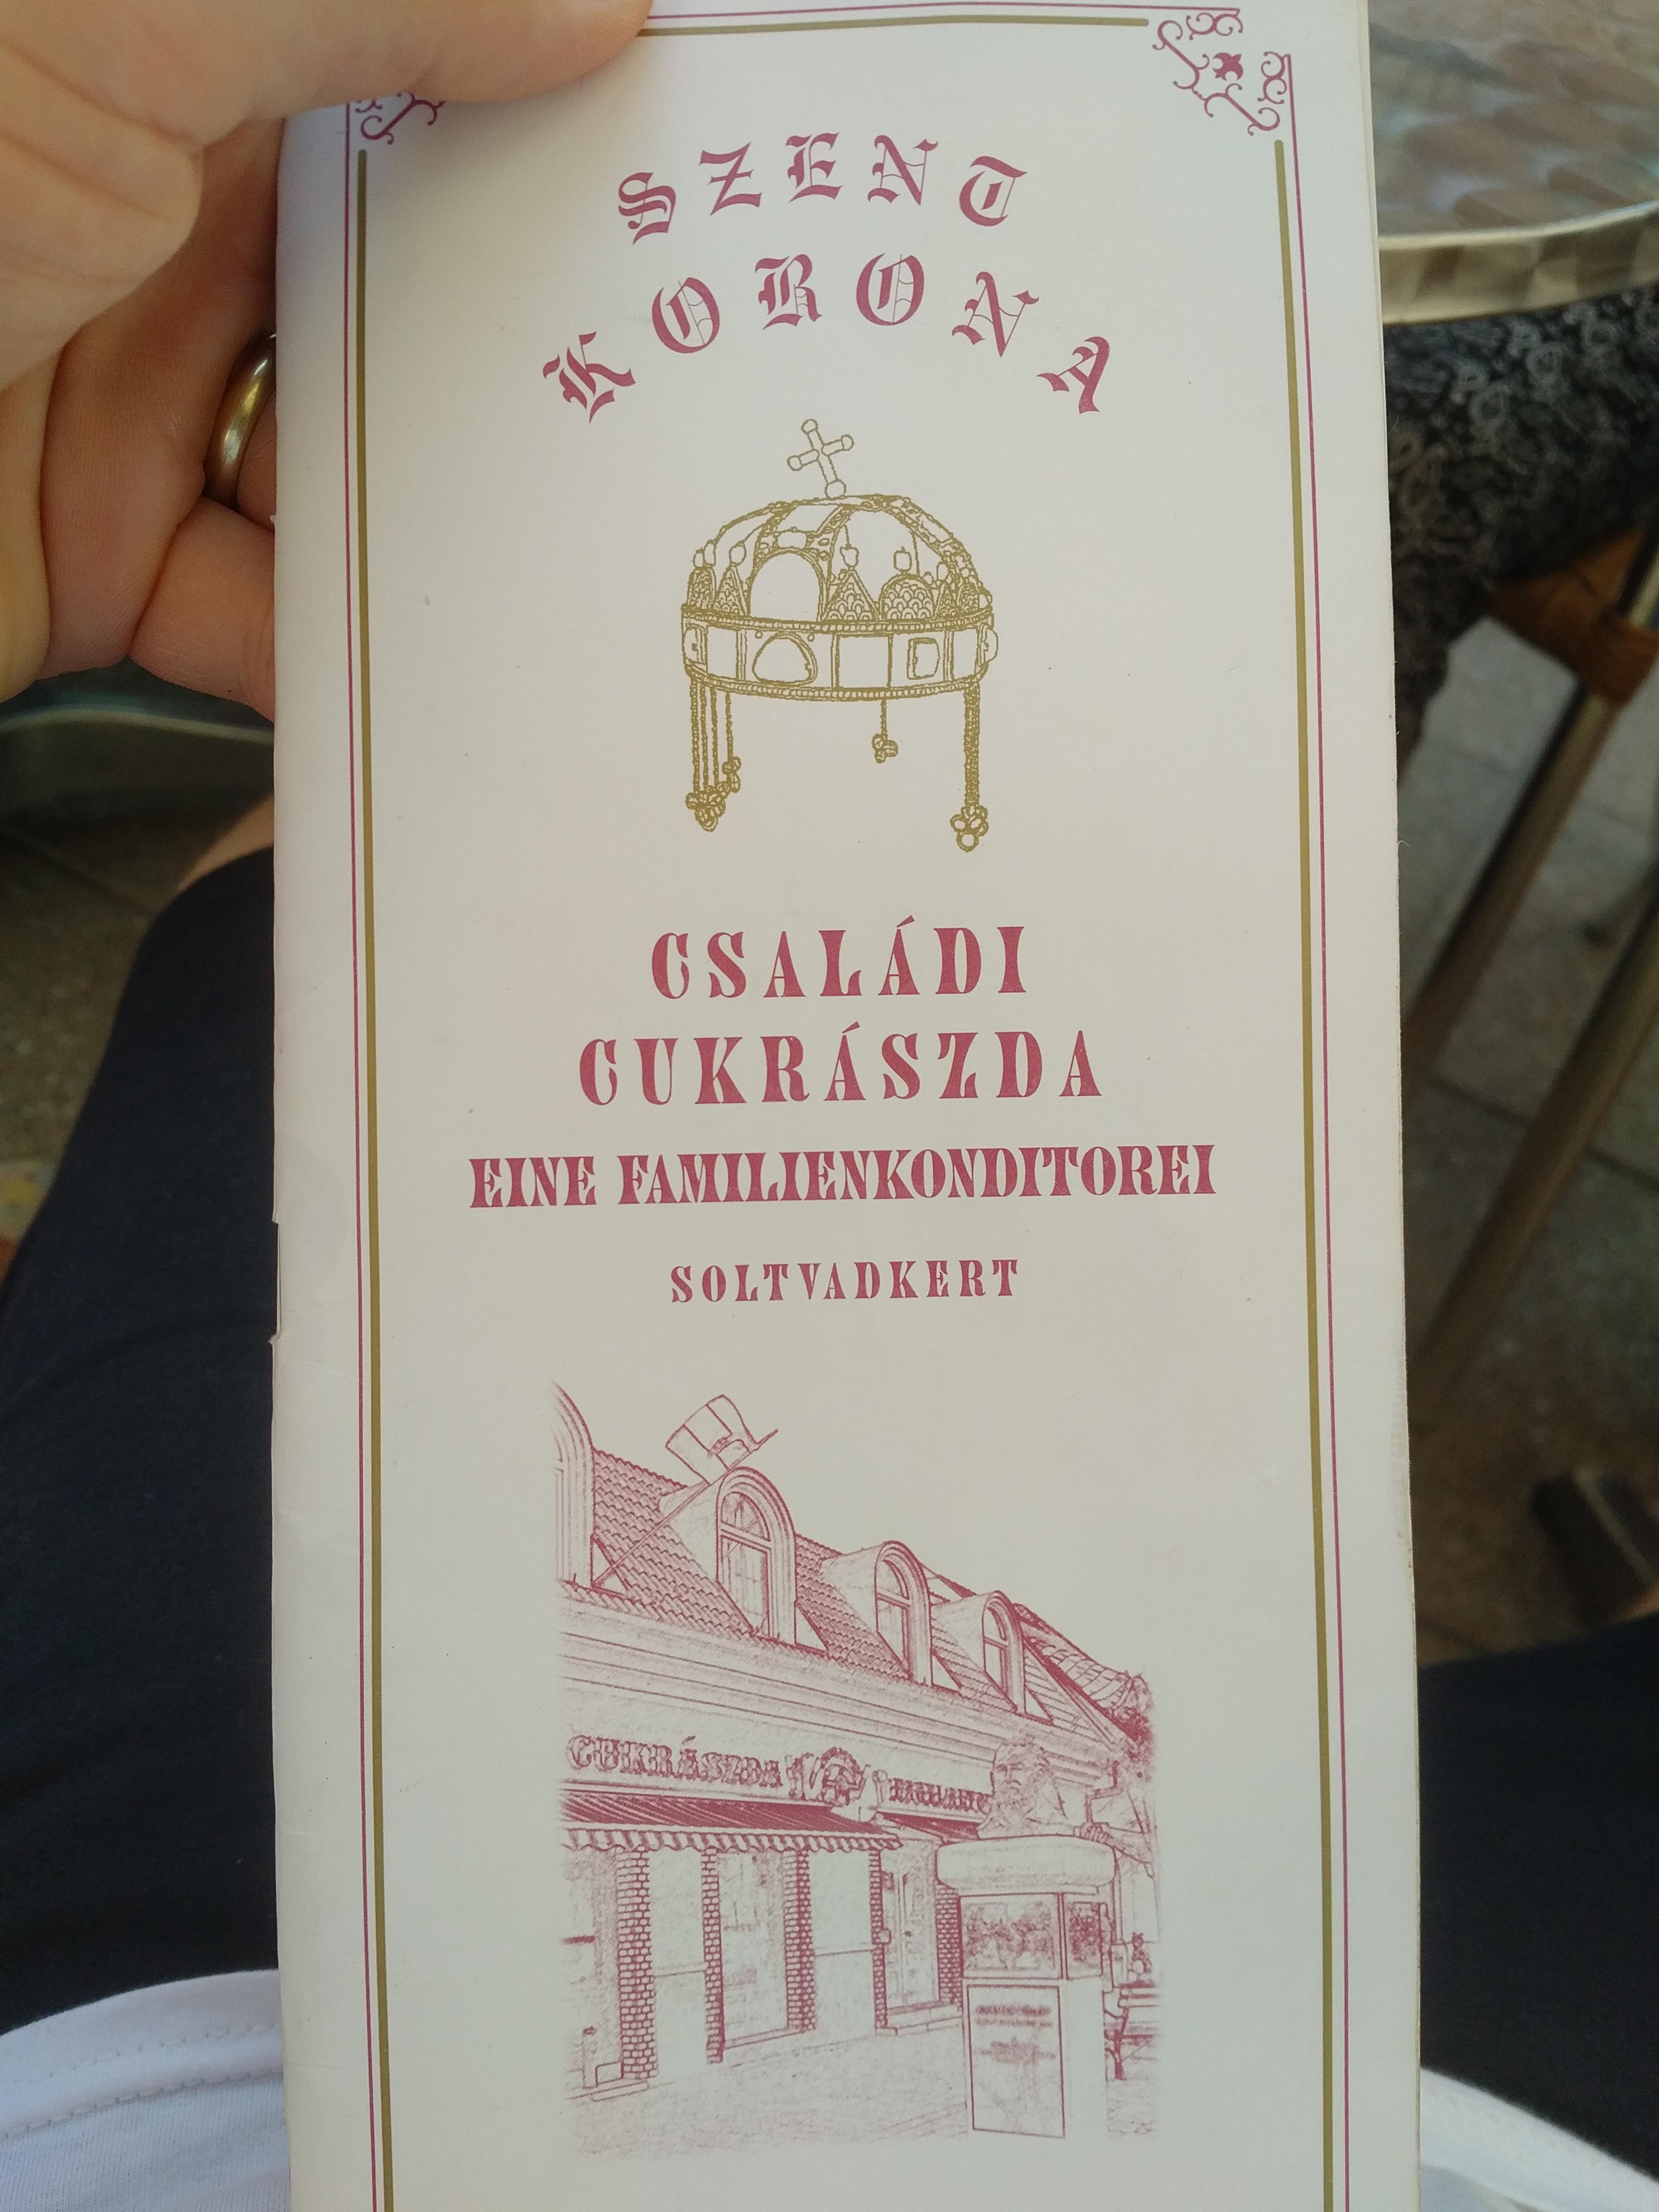 SZENT
KORONA
CSALÁDI
CUKRÁSZDA
EINE FAMILIENKONDITOREI
SOLTVADKERT
CUKRÁSZDA